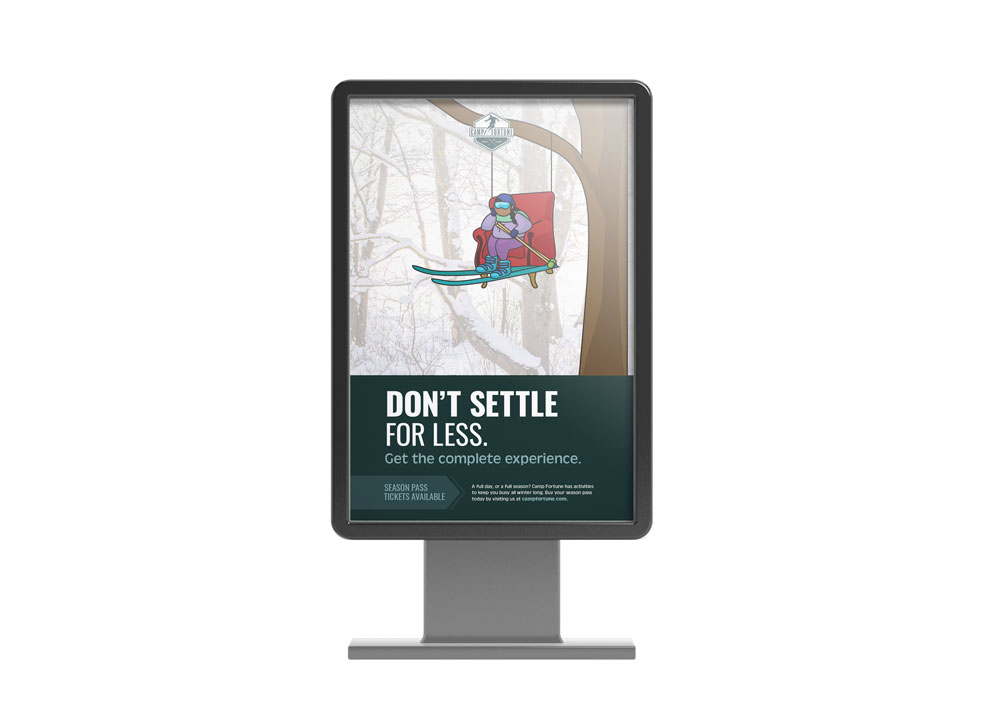 CAMP FORTUNE
DON'T SETTLE
FOR LESS.
Get the complete experience.
SEASON PASS
TICKETS AVAILABLE
A full day, or a full season? Camp Fortune has activities
to keep you busy all winter long. Buy your season pass
today by visiting us at campfortune.com.